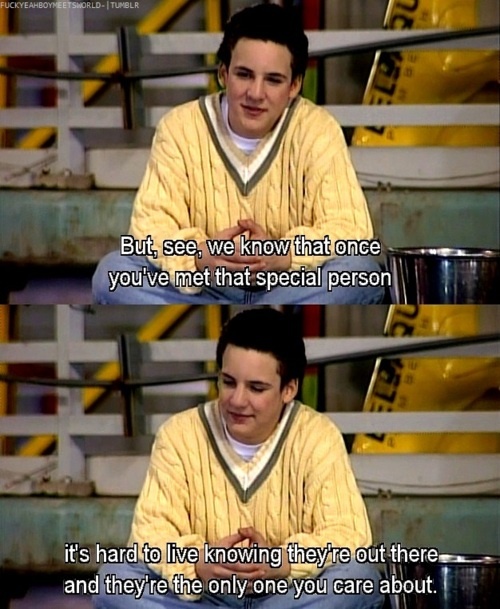 FUCKYEAHBOYMEETSWORLD- | TUMBLR
But, see, we know that once
you've met that special person
it's hard to live knowing they're out there
and they're the only one you care about.